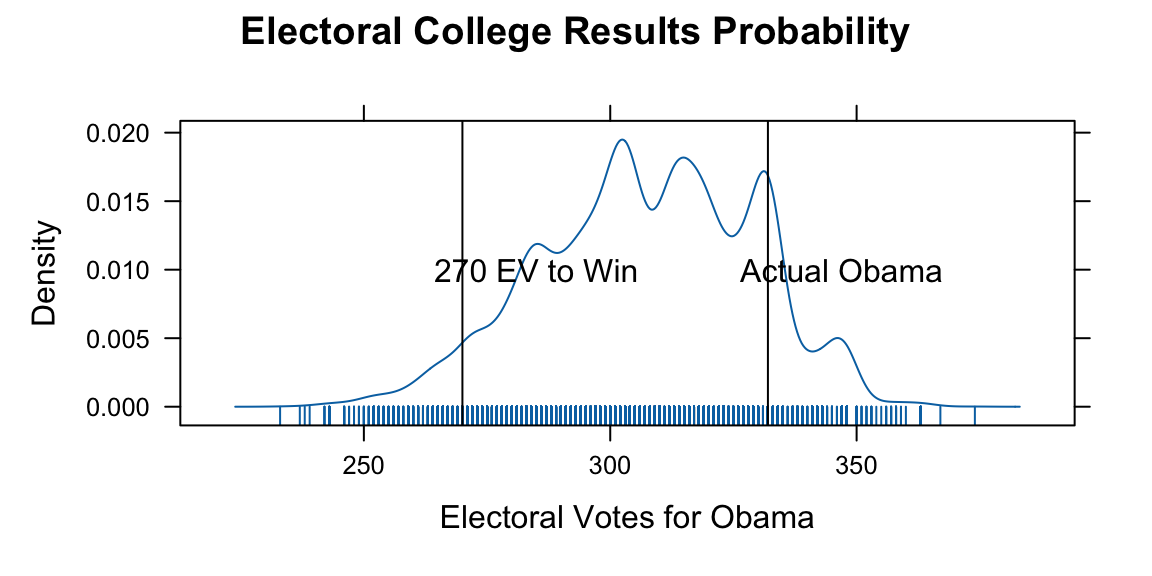 Electoral College Results Probability
0.020
0.015
0.010
0.005
0.000
Density
270 EV to Win
Actual Obama
250
300
350
Electoral Votes for Obama